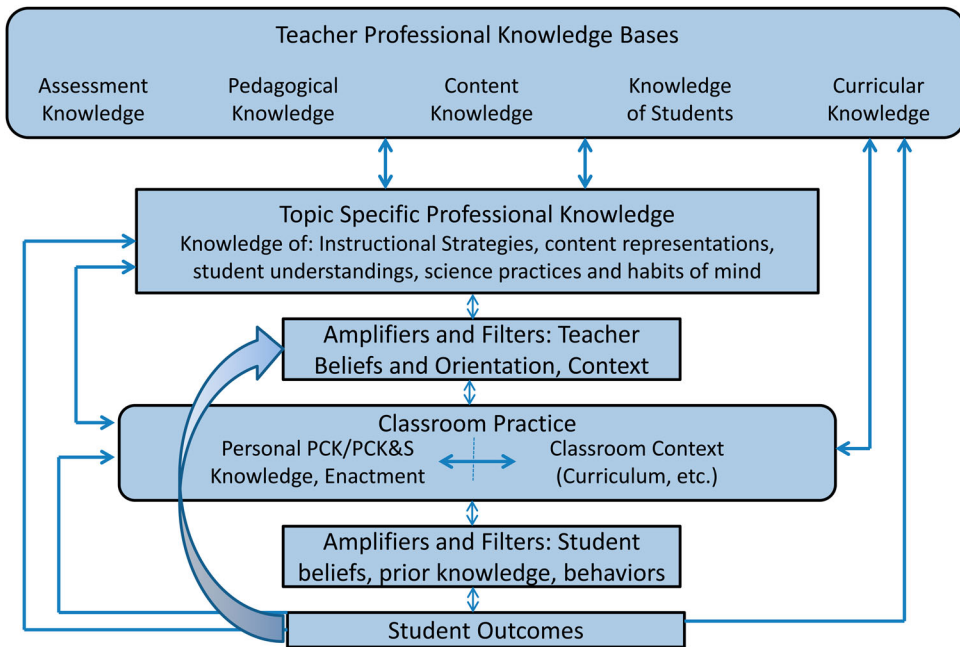 Teacher Professional Knowledge Bases
Assessment Knowledge
Pedagogical Knowledge
Content Knowledge
Knowledge of Students
Curricular Knowledge
Topic Specific Professional Knowledge
Knowledge of: Instructional Strategies, content representations,
student understandings, science practices and habits of mind
Amplifiers and Filters: Teacher
Beliefs and Orientation, Context
Classroom Practice
Personal PCK/PCK&S
Knowledge, Enactment
Classroom Context
(Curriculum, etc.)
Amplifiers and Filters: Student
beliefs, prior knowledge, behaviors
Student Outcomes